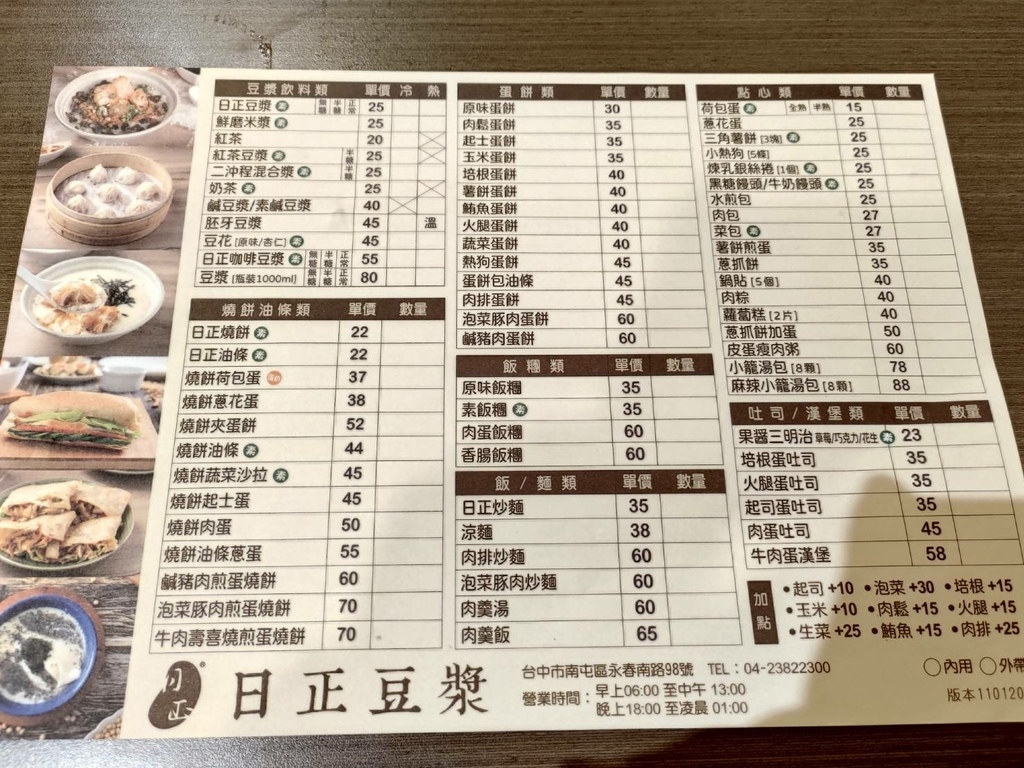 豆漿飲料類 單價 冷 熱
日正豆漿 素 無糖 半糖 正常 25
鮮磨米漿 素 25
紅茶 20
紅茶豆漿 素 半糖 25
二沖程混合漿 素 半糖 25
奶茶 素 25
鹹豆漿/素鹹豆漿 40
胚牙豆漿 45 溫
豆花 [原味/杏仁] 素 45
日正咖啡豆漿 素 無糖 半糖 正常 55
豆漿 [瓶裝1000ml] 無糖 半糖 正常 80
燒餅油條類 單價 數量
日正燒餅 素 22
日正油條 素 22
燒餅荷包蛋 37
燒餅蔥花蛋 38
燒餅夾蛋餅 52
燒餅油條 素 44
燒餅蔬菜沙拉 素 45
燒餅起士蛋 45
燒餅肉蛋 50
燒餅油條蔥蛋 55
鹹豬肉煎蛋燒餅 60
泡菜豚肉煎蛋燒餅 70
牛肉壽喜燒煎蛋燒餅 70
蛋餅類 單價 數量
原味蛋餅 30
肉鬆蛋餅 35
起士蛋餅 35
玉米蛋餅 35
培根蛋餅 40
薯餅蛋餅 40
鮪魚蛋餅 40
火腿蛋餅 40
蔬菜蛋餅 40
熱狗蛋餅 45
蛋餅包油條 45
肉排蛋餅 45
泡菜豚肉蛋餅 60
鹹豬肉蛋餅 60
飯糰類 單價 數量
原味飯糰 35
素飯糰 素 35
肉蛋飯糰 60
香腸飯糰 60
飯/麵類 單價 數量
日正炒麵 35
涼麵 38
肉排炒麵 60
泡菜豚肉炒麵 60
肉羹湯 60
肉羹飯 65
點心類 單價 數量
荷包蛋 素 全熟 半熟 15
蔥花蛋 25
三角薯餅 [3塊] 素 25
小熱狗 [5條] 25
煉乳銀絲捲 [1個] 素 25
黑糖饅頭/牛奶饅頭 素 25
水煎包 25
肉包 27
菜包 素 27
薯餅煎蛋 35
蔥抓餅 35
鍋貼 [5個] 40
肉粽 40
蘿蔔糕 [2片] 40
蔥抓餅加蛋 50
皮蛋瘦肉粥 60
小籠湯包 [8顆] 78
麻辣小籠湯包 [8顆] 88
吐司/漢堡類 單價 數量
果醬三明治 草莓/巧克力/花生 素 23
培根蛋吐司 35
火腿蛋吐司 35
起司蛋吐司 35
肉蛋吐司 45
牛肉蛋漢堡 58
加點
•起司+10 •泡菜+30 •培根+15
•玉米+10 •肉鬆+15 •火腿+15
•生菜+25 •鮪魚+15 •肉排+25
日正 ® 日正豆漿
台中市南屯區永春南路98號 TEL：04-23822300
營業時間：早上06:00 至中午 13:00
晚上18:00 至凌晨 01:00
○內用 ○外帶
版本110120